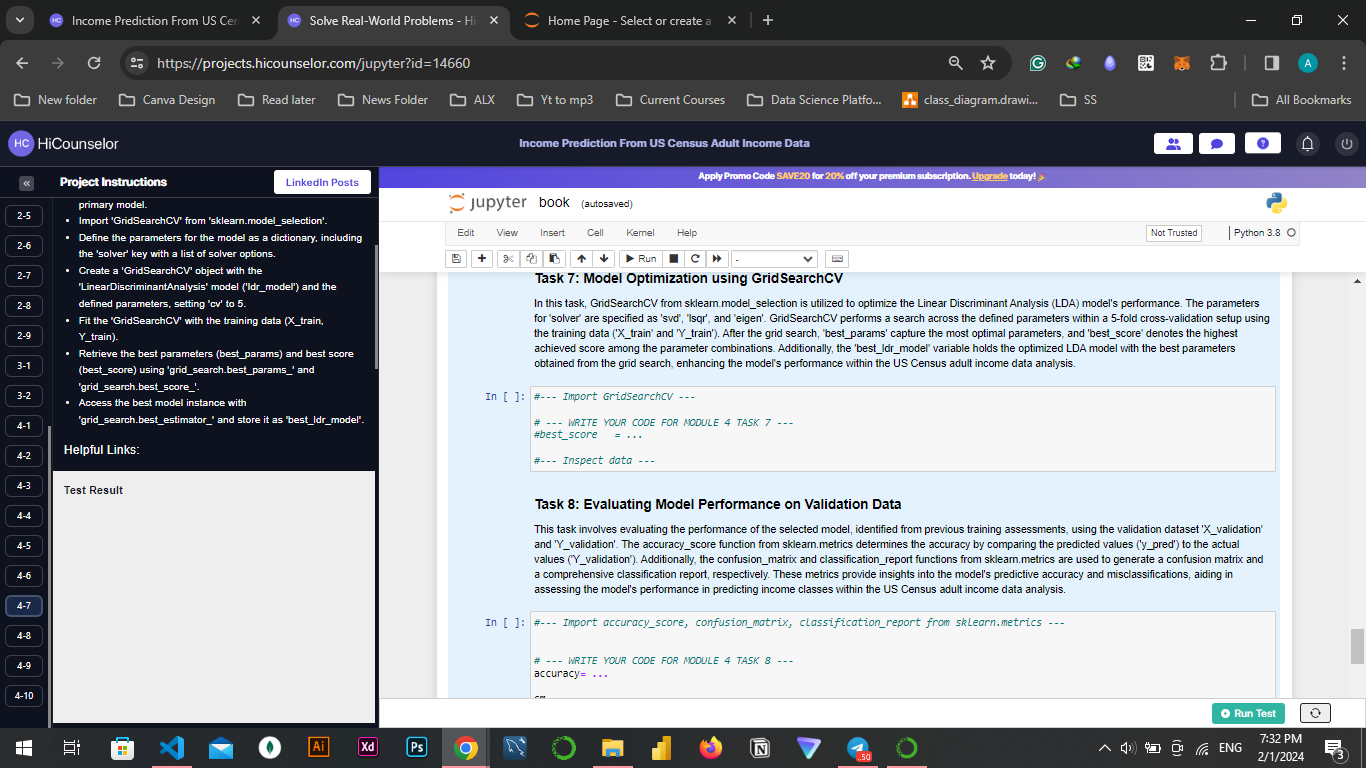 Income Prediction From US Cen
Solve Real-World Problems - Hi
Home Page - Select or create a
https://projects.hicounselor.com/jupyter?id=14660
A
New folder
Canva Design
Read later
News Folder
ALX
Yt to mp3
Current Courses
Data Science Platfo...
class_diagram.drawi...
SS
All Bookmarks
HC HiCounselor
Income Prediction From US Census Adult Income Data
Project Instructions
LinkedIn Posts
Apply Promo Code SAVE20 for 20% off your premium subscription. Upgrade today!
2-5
2-6
2-7
2-8
2-9
3-1
3-2
4-1
4-2
4-3
4-4
4-5
4-6
4-7
4-8
4-9
4-10
primary model.
• Import 'GridSearchCV' from 'sklearn.model_selection'.
• Define the parameters for the model as a dictionary, including
the 'solver' key with a list of solver options.
• Create a 'GridSearchCV' object with the
'LinearDiscriminantAnalysis' model ('ldr_model') and the
defined parameters, setting 'cv' to 5.
• Fit the 'GridSearchCV' with the training data (X_train,
Y_train).
• Retrieve the best parameters (best_params) and best score
(best_score) using 'grid_search.best_params_' and
'grid_search.best_score_'.
• Access the best model instance with
'grid_search.best_estimator_' and store it as 'best_ldr_model'.
Helpful Links:
Test Result
jupyter book (autosaved)
Edit View Insert Cell Kernel Help
Not Trusted
Python 3.8
Run
-
Task 7: Model Optimization using GridSearchCV
In this task, GridSearchCV from sklearn.model_selection is utilized to optimize the Linear Discriminant Analysis (LDA) model's performance. The parameters
for 'solver' are specified as 'svd', 'lsqr', and 'eigen'. GridSearchCV performs a search across the defined parameters within a 5-fold cross-validation setup using
the training data ('X_train' and 'Y_train'). After the grid search, 'best_params' capture the most optimal parameters, and 'best_score' denotes the highest
achieved score among the parameter combinations. Additionally, the 'best_ldr_model' variable holds the optimized LDA model with the best parameters
obtained from the grid search, enhancing the model's performance within the US Census adult income data analysis.
In [ ]: #--- Import GridSearchCV ---
# --- WRITE YOUR CODE FOR MODULE 4 TASK 7 ---
#best_score   = ...
#--- Inspect data ---
Task 8: Evaluating Model Performance on Validation Data
This task involves evaluating the performance of the selected model, identified from previous training assessments, using the validation dataset 'X_validation'
and 'Y_validation'. The accuracy_score function from sklearn.metrics determines the accuracy by comparing the predicted values ('y_pred') to the actual
values ('Y_validation'). Additionally, the confusion_matrix and classification_report functions from sklearn.metrics are used to generate a confusion matrix and
a comprehensive classification report, respectively. These metrics provide insights into the model's predictive accuracy and misclassifications, aiding in
assessing the model's performance in predicting income classes within the US Census adult income data analysis.
In [ ]: #--- Import accuracy_score, confusion_matrix, classification_report from sklearn.metrics ---
# --- WRITE YOUR CODE FOR MODULE 4 TASK 8 ---
accuracy= ...
Run Test
Ai
Xd
Ps
..50
ENG
7:32 PM
2/1/2024
3